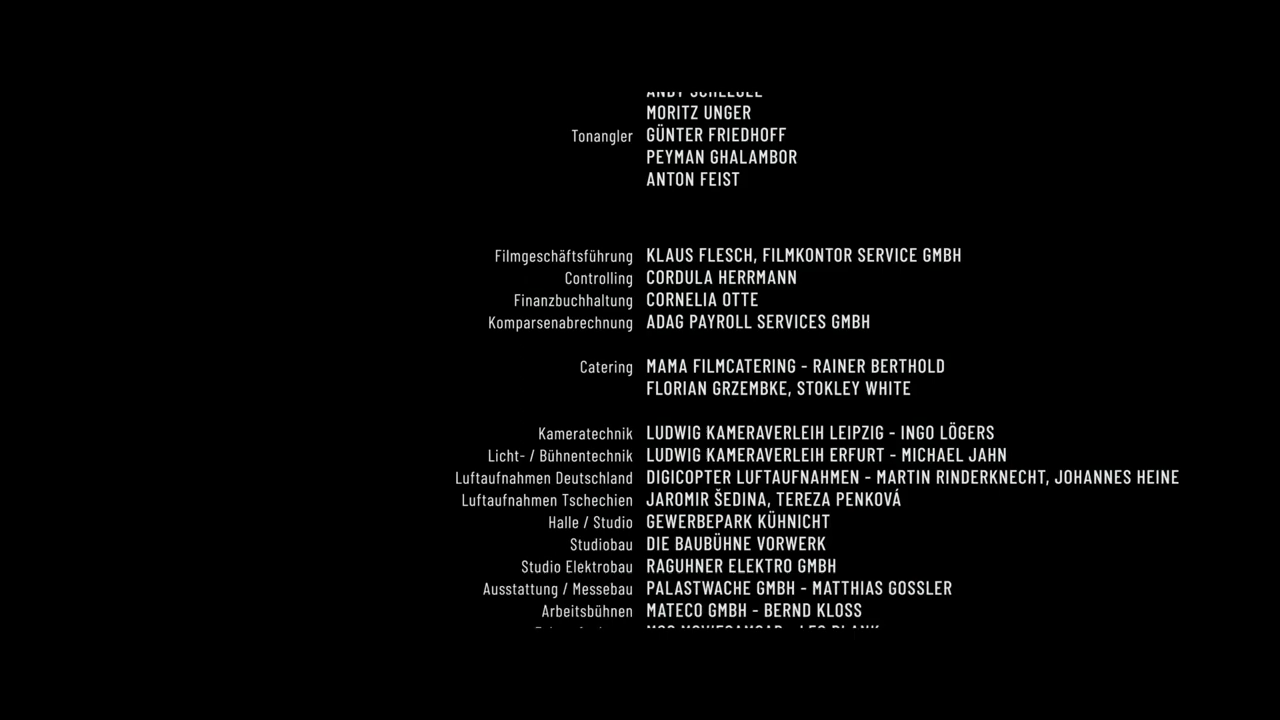 MORITZ UNGER
Tonangler GÜNTER FRIEDHOFF
PEYMAN GHALAMBOR
ANTON FEIST
Filmgeschäftsführung KLAUS FLESCH, FILMKONTOR SERVICE GMBH
Controlling CORDULA HERRMANN
Finanzbuchhaltung CORNELIA OTTE
Komparsenabrechnung ADAG PAYROLL SERVICES GMBH
Catering MAMA FILMCATERING - RAINER BERTHOLD
FLORIAN GRZEMBKE, STOKLEY WHITE
Kameratechnik LUDWIG KAMERAVERLEIH LEIPZIG - INGO LÖGERS
Licht- / Bühnentechnik LUDWIG KAMERAVERLEIH ERFURT - MICHAEL JAHN
Luftaufnahmen Deutschland DIGICOPTER LUFTAUFNAHMEN - MARTIN RINDERKNECHT, JOHANNES HEINE
Luftaufnahmen Tschechien JAROMIR ŠEDINA, TEREZA PENKOVÁ
Halle / Studio GEWERBEPARK KÜHNICHT
Studiobau DIE BAUBÜHNE VORWERK
Studio Elektrobau RAGUHNER ELEKTRO GMBH
Ausstattung / Messebau PALASTWACHE GMBH - MATTHIAS GOSSLER
Arbeitsbühnen MATECO GMBH - BERND KLOSS